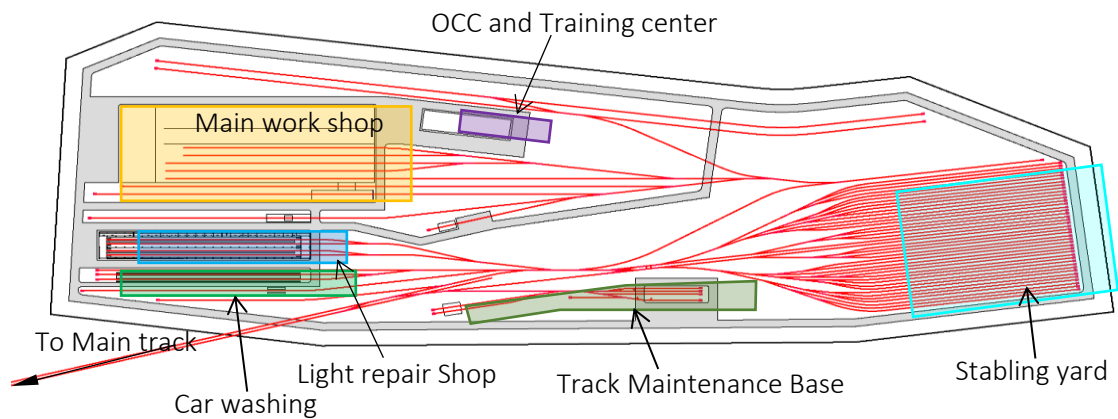 OCC and Training center
Main work shop
To Main track
Light repair Shop
Car washing
Track Maintenance Base
Stabling yard